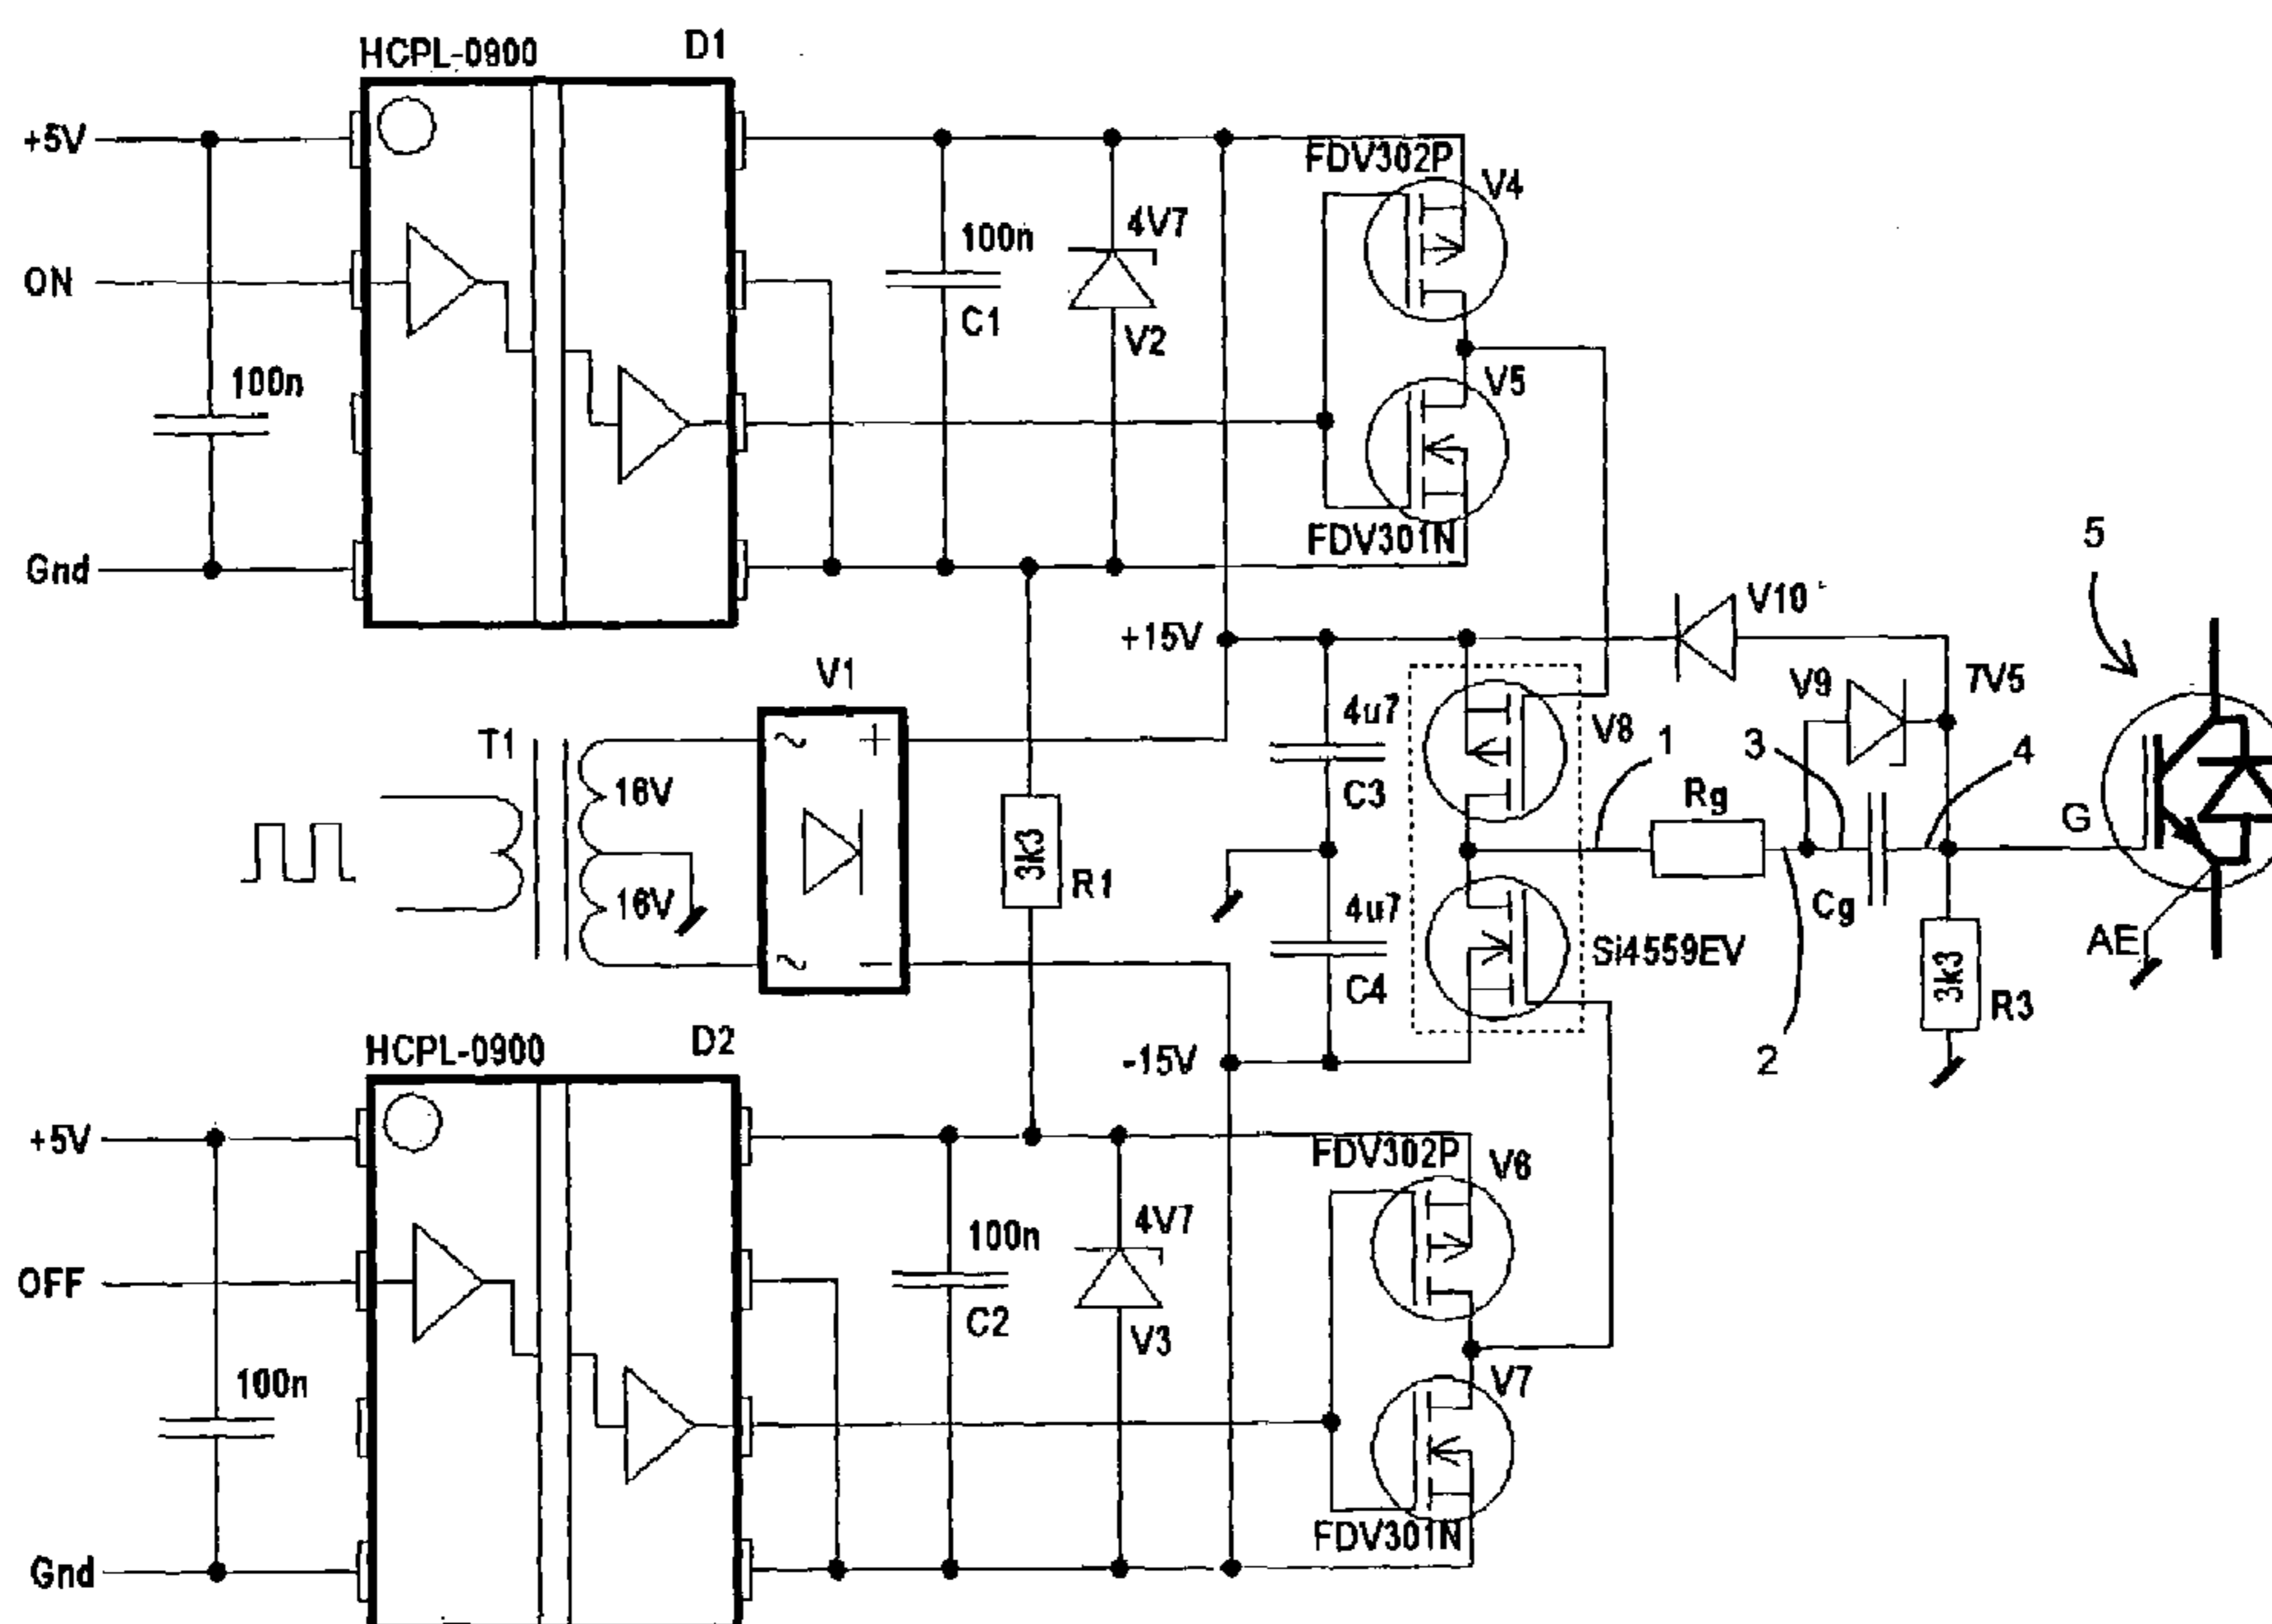 HCPL-0900 D1
+5V
FDV302P
V4
4V7
100n
ON
C1
V2
V5
100n
FDV301N
Gnd
5
V10
+15V
V1
V9
7V5
4u7
T1
V8
1
3
4
16V
C3
Rg
G
3k3
R1
16V
4u7
Cg
AE
Si4559EV
C4
3k3
R3
HCPL-0900 D2
-15V
2
+5V
FDV302P
V6
4V7
100n
OFF
C2
V3
V7
100n
FDV301N
Gnd